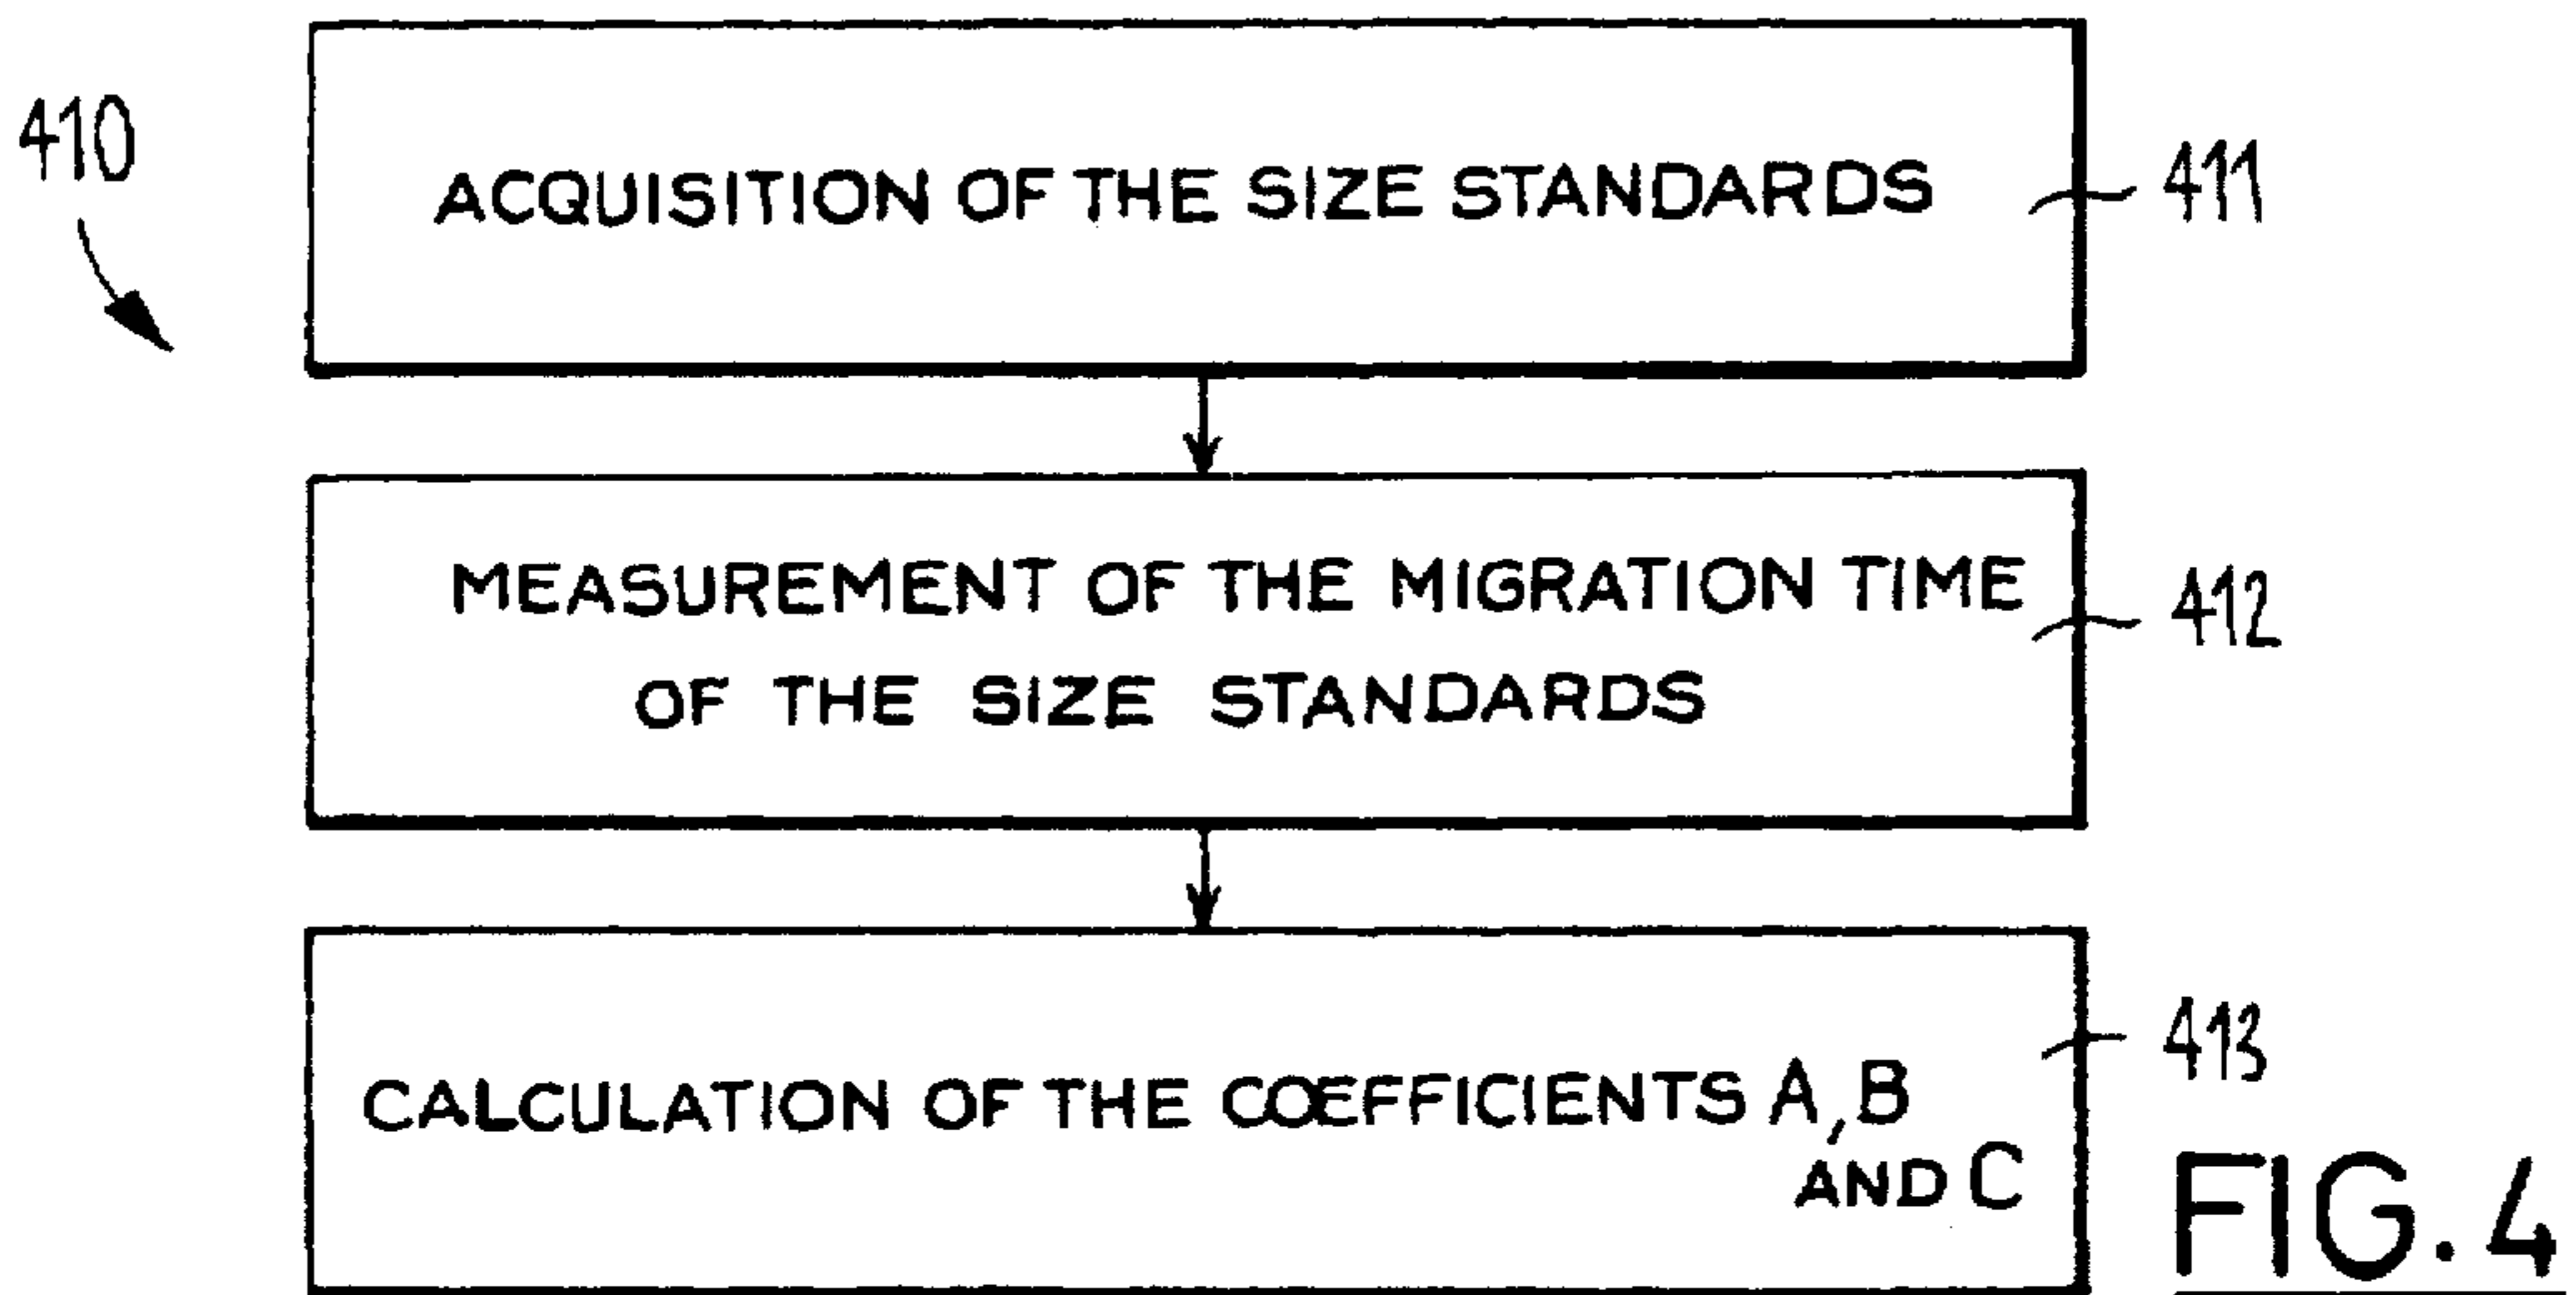 410
ACQUISITION OF THE SIZE STANDARDS
411
MEASUREMENT OF THE MIGRATION TIME
OF THE SIZE STANDARDS
412
CALCULATION OF THE COEFFICIENTS A, B
AND C
413
FIG. 4